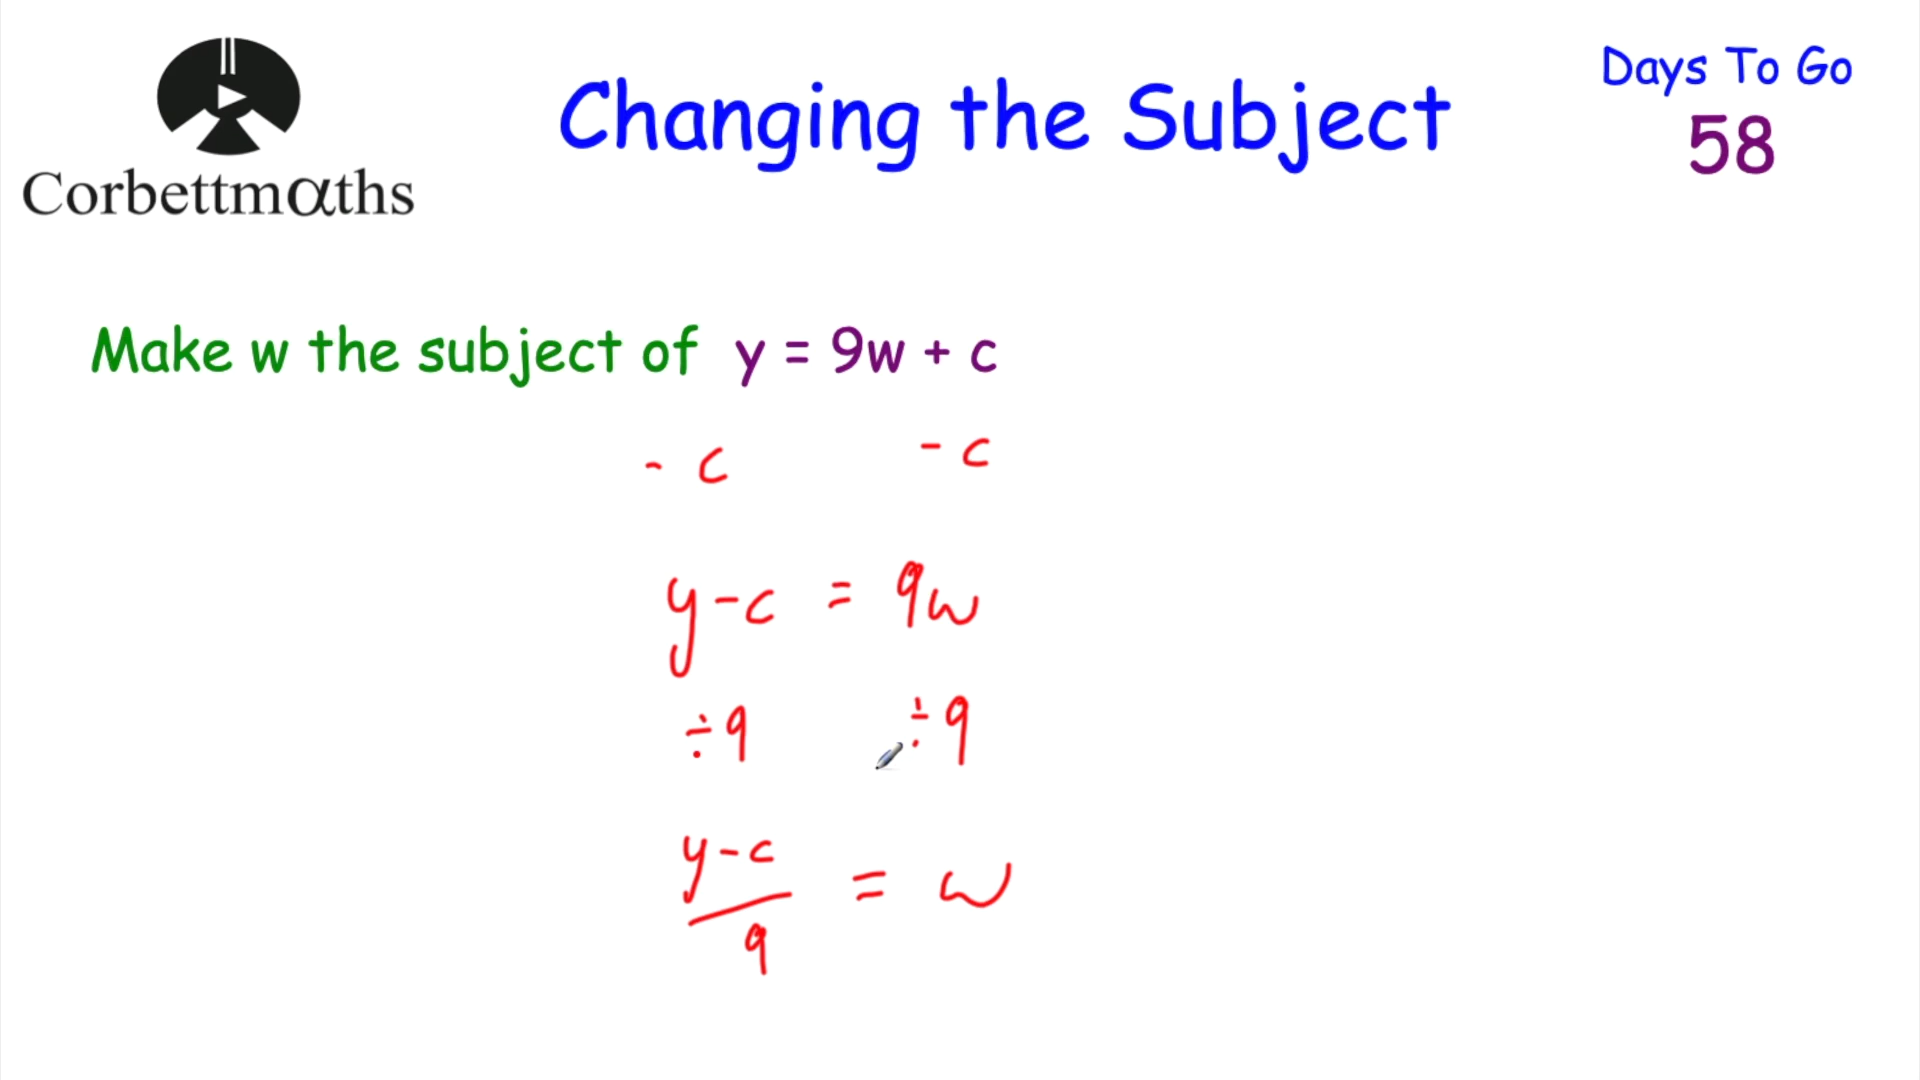 Corbettmαths
Changing the Subject
Days To Go
58
Make w the subject of y = 9w + c
- c - c
y - c = 9w
÷ 9 ÷ 9
y - c
= w
9